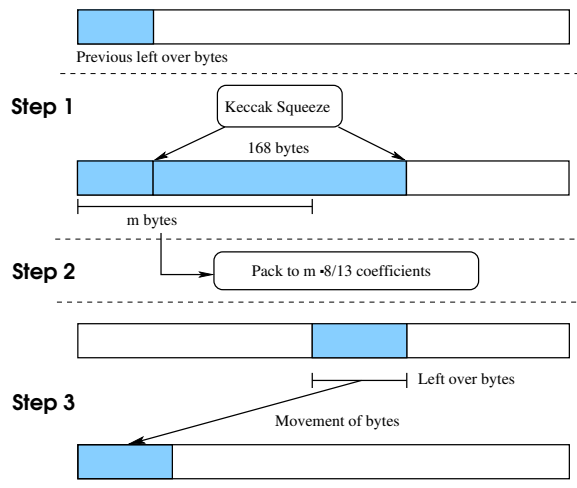 Previous left over bytes
Step 1
Keccak Squeeze
168 bytes
m bytes
Step 2
Pack to m •8/13 coefficients
Left over bytes
Step 3
Movement of bytes